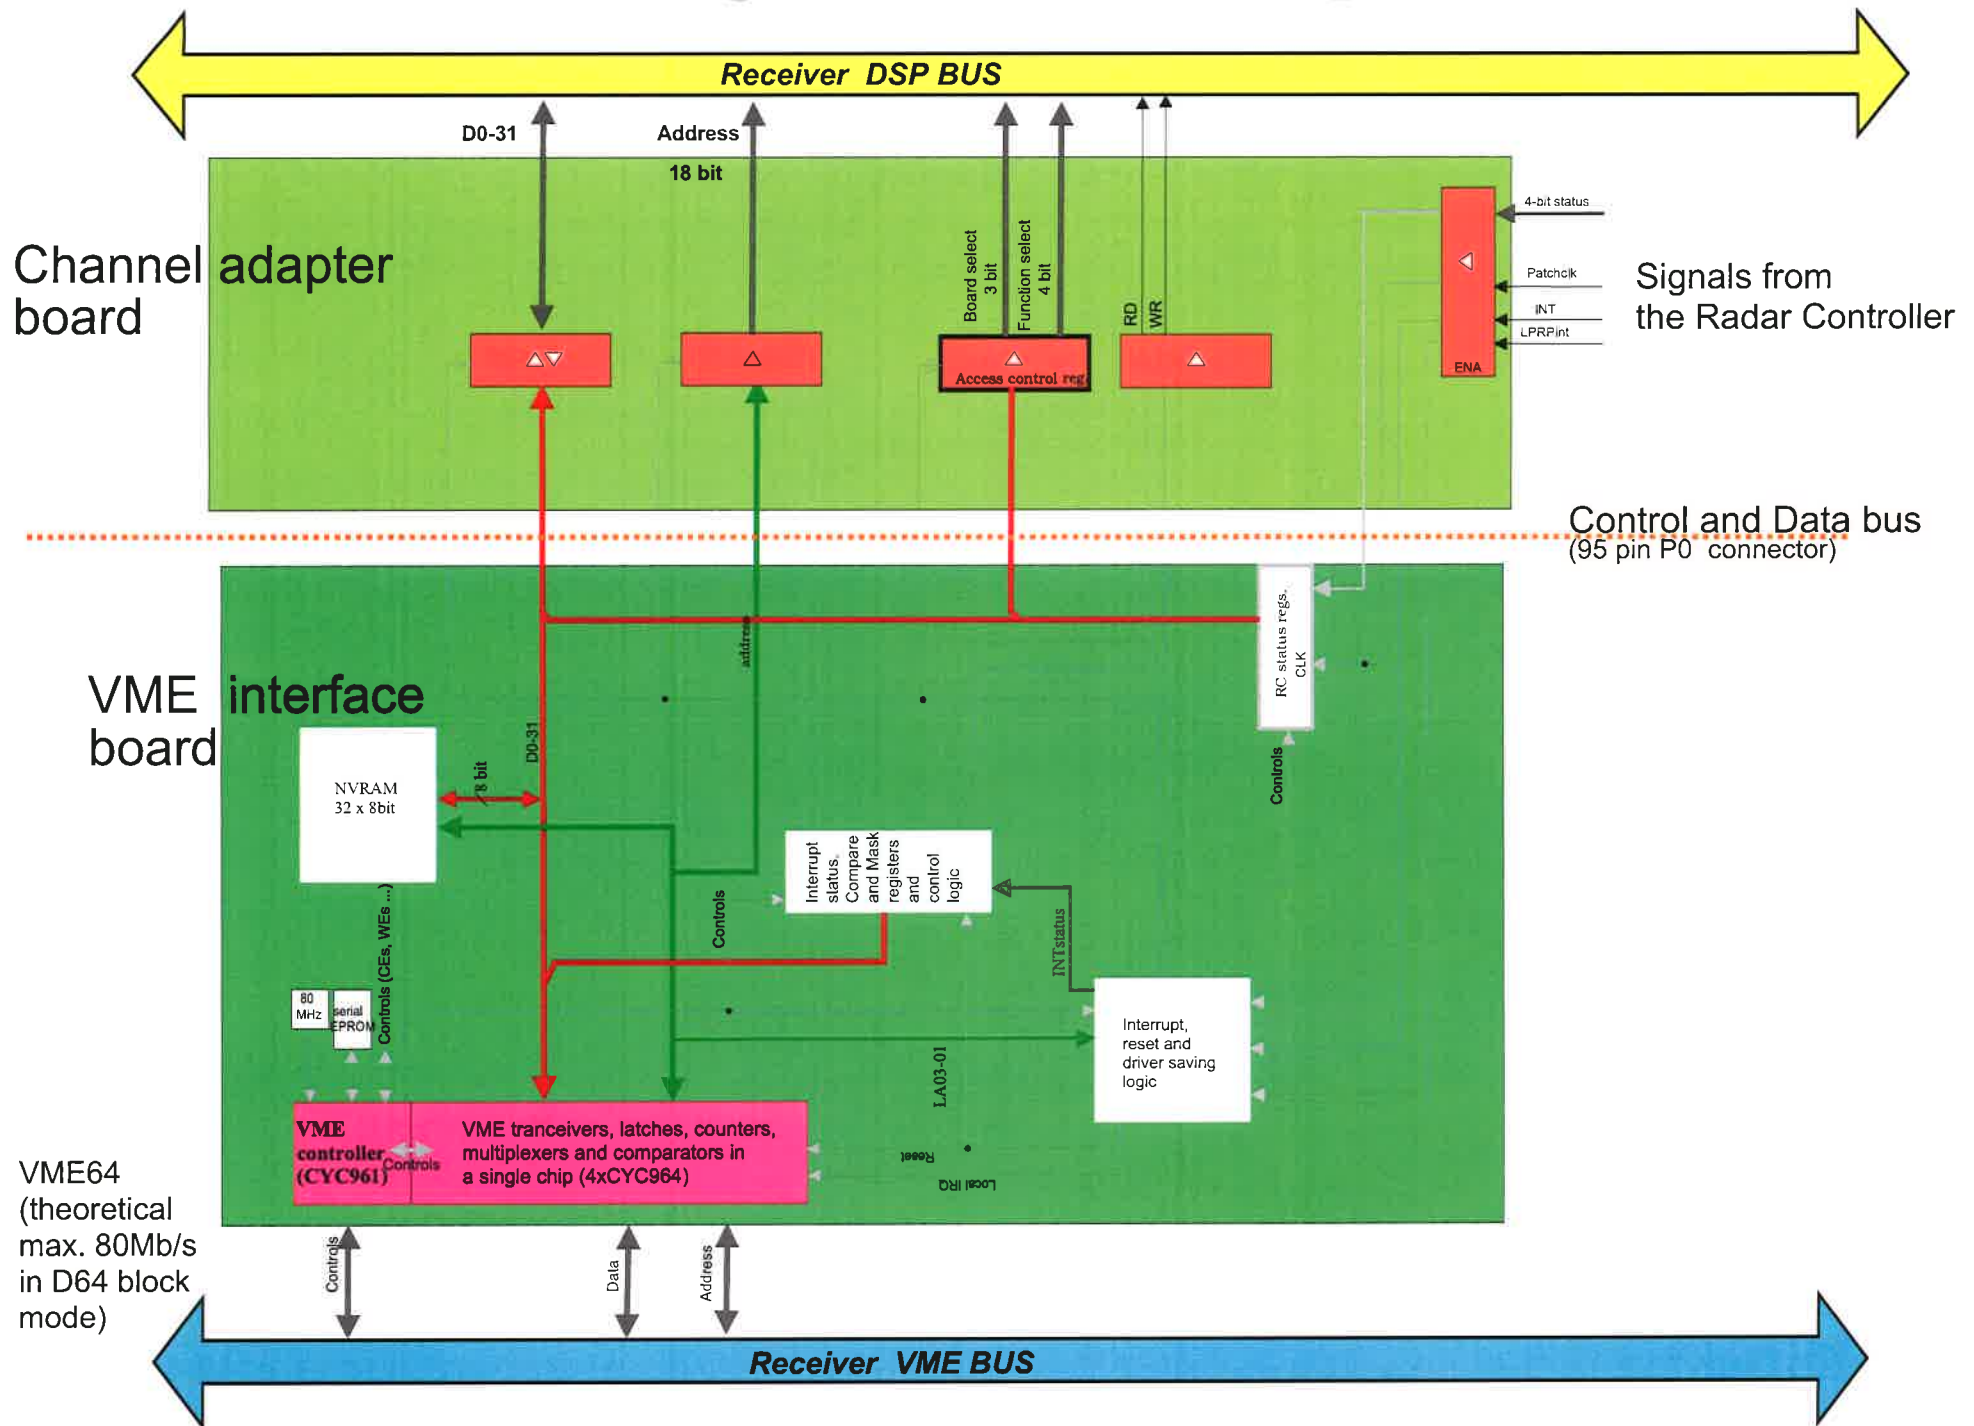 Receiver DSP BUS
D0-31
Address
18 bit
Board select
3 bit
Function select
4 bit
RD
WR
4-bit status
Patchclk
INT
LPRPint
ENA
Signals from
the Radar Controller
Channel adapter
board
Access control reg.
Control and Data bus
(95 pin P0 connector)
RC status regs.
CLK
Controls
address
VME interface
board
D0-31
NVRAM
32 x 8bit
8 bit
Controls (CEs, WEs ...)
Interrupt
status.
Compare
and Mask
registers
and
control
logic
Controls
INTstatus
80
MHz
serial
EPROM
Interrupt,
reset and
driver saving
logic
LA03-01
VME
controller
(CYC961)
Controls
VME tranceivers, latches, counters,
multiplexers and comparators in
a single chip (4xCYC964)
Reset
Local IRQ
VME64
(theoretical
max. 80Mb/s
in D64 block
mode)
Controls
Data
Address
Receiver VME BUS